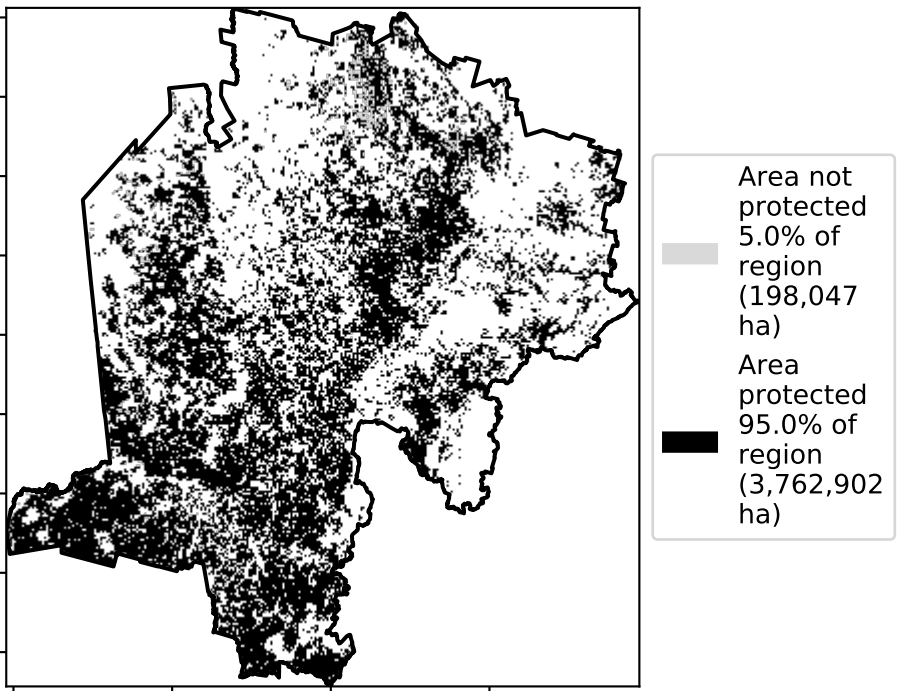 Area not
protected
5.0% of
region
(198,047
ha)
Area
protected
95.0% of
region
(3,762,902
ha)